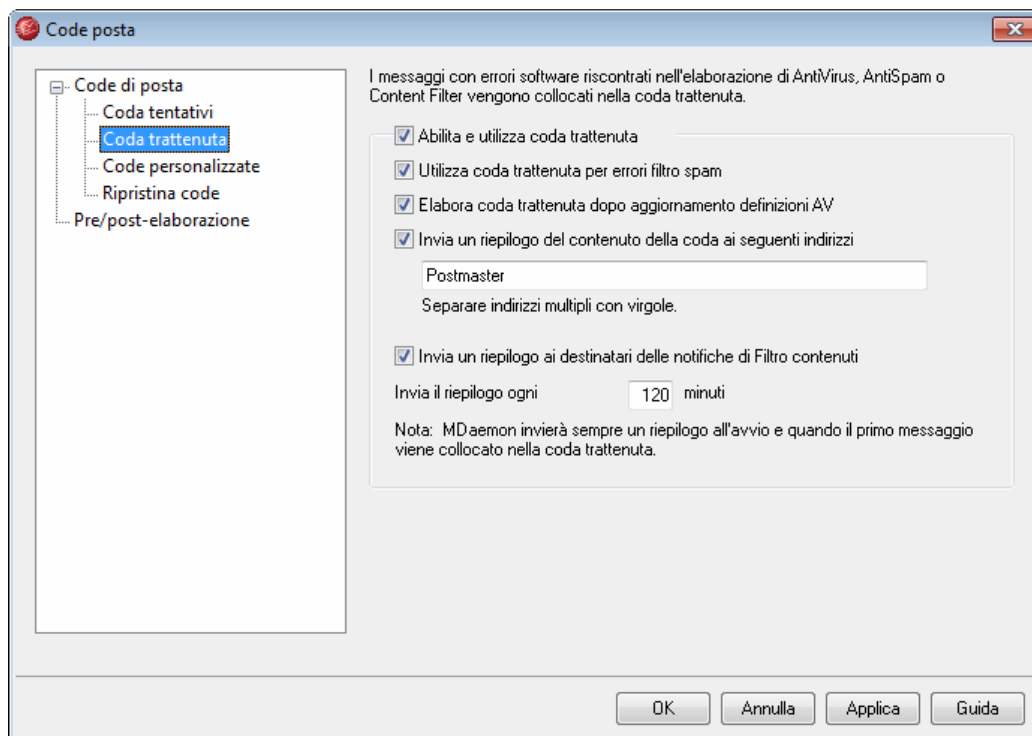 Code posta
Code di posta
Coda tentativi
Coda trattenuta
Code personalizzate
Ripristina code
Pre/post-elaborazione
I messaggi con errori software riscontrati nell'elaborazione di AntiVirus, AntiSpam o
Content Filter vengono collocati nella coda trattenuta.
Abilita e utilizza coda trattenuta
Utilizza coda trattenuta per errori filtro spam
Elabora coda trattenuta dopo aggiornamento definizioni AV
Invia un riepilogo del contenuto della coda ai seguenti indirizzi
Postmaster
Separare indirizzi multipli con virgole.
Invia un riepilogo ai destinatari delle notifiche di Filtro contenuti
Invia il riepilogo ogni 120 minuti
Nota: MDaemon invierà sempre un riepilogo all'avvio e quando il primo messaggio
viene collocato nella coda trattenuta.
OK Annulla Applica Guida